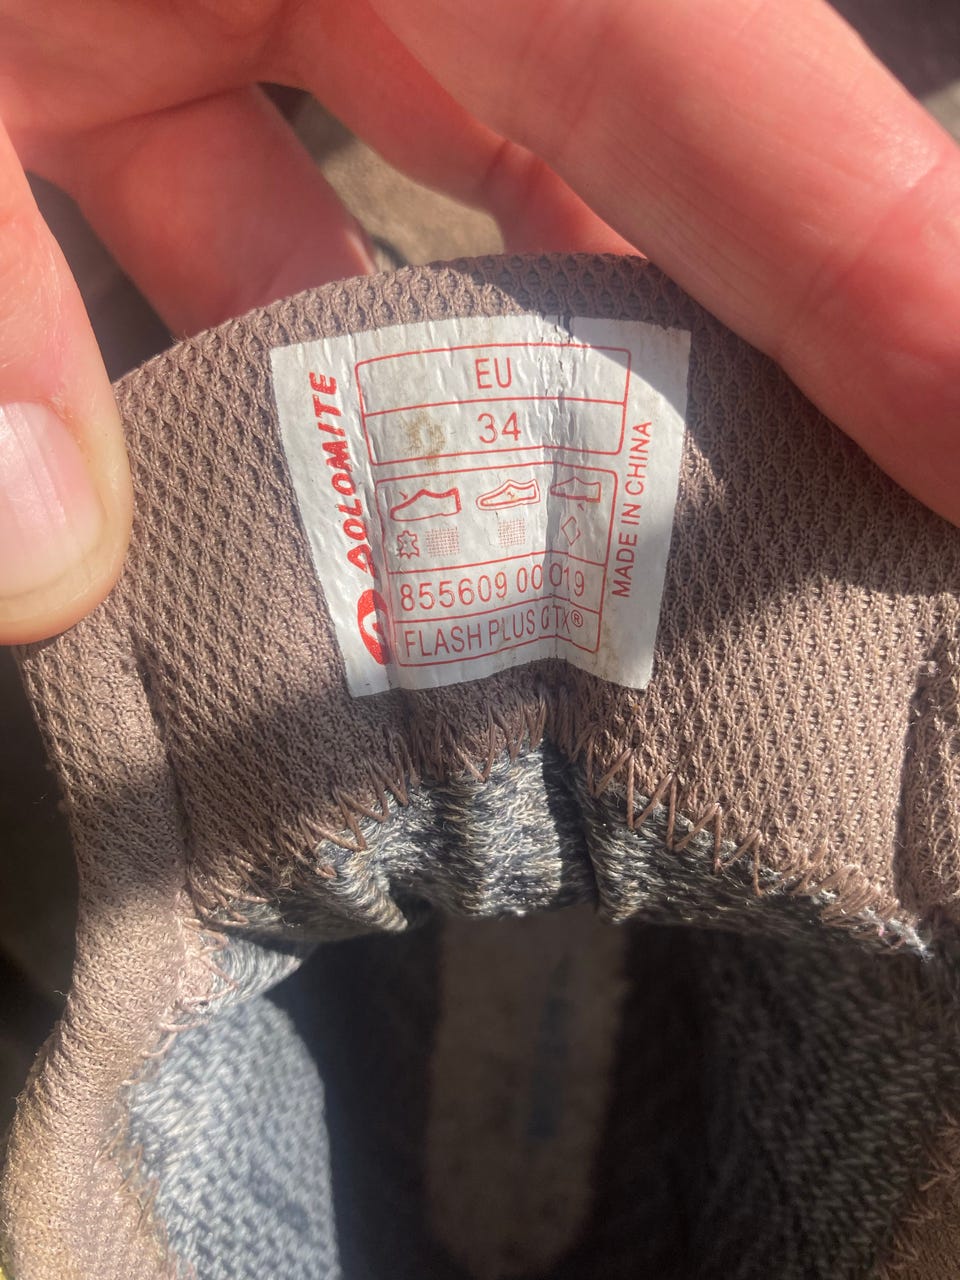 DOLOMITE
EU
34
855609 00 019
FLASH PLUS GTX®
MADE IN CHINA